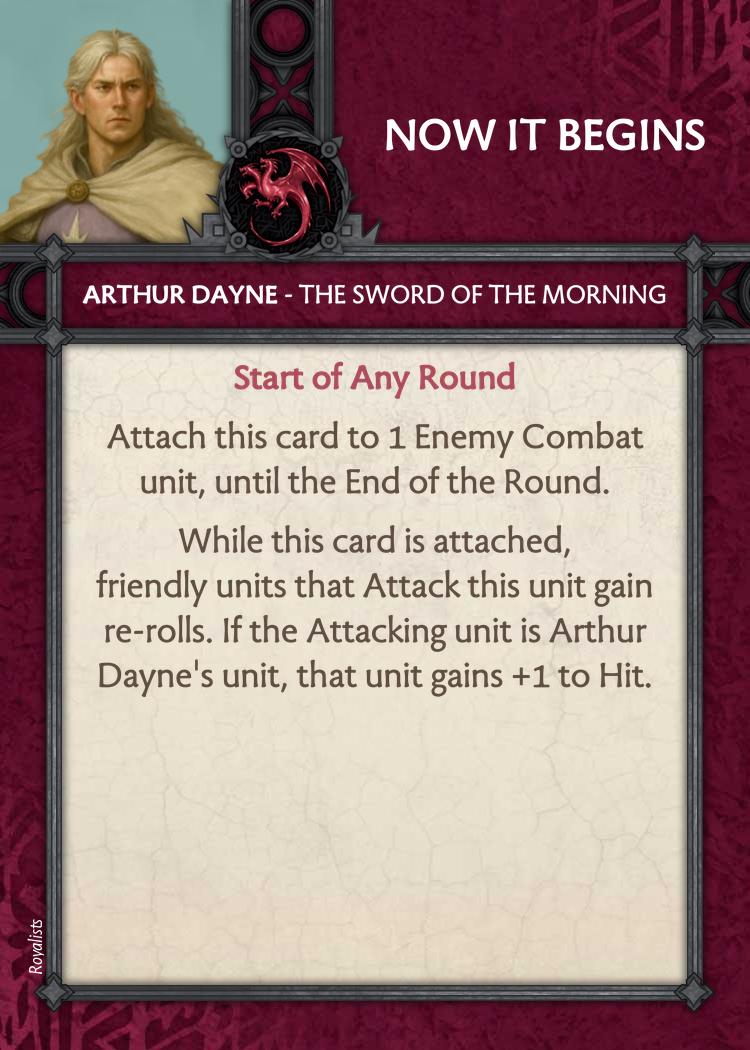 NOW IT BEGINS
ARTHUR DAYNE - THE SWORD OF THE MORNING
Start of Any Round
Attach this card to 1 Enemy Combat
unit, until the End of the Round.
While this card is attached,
friendly units that Attack this unit gain
re-rolls. If the Attacking unit is Arthur
Dayne's unit, that unit gains +1 to Hit.
Royalists